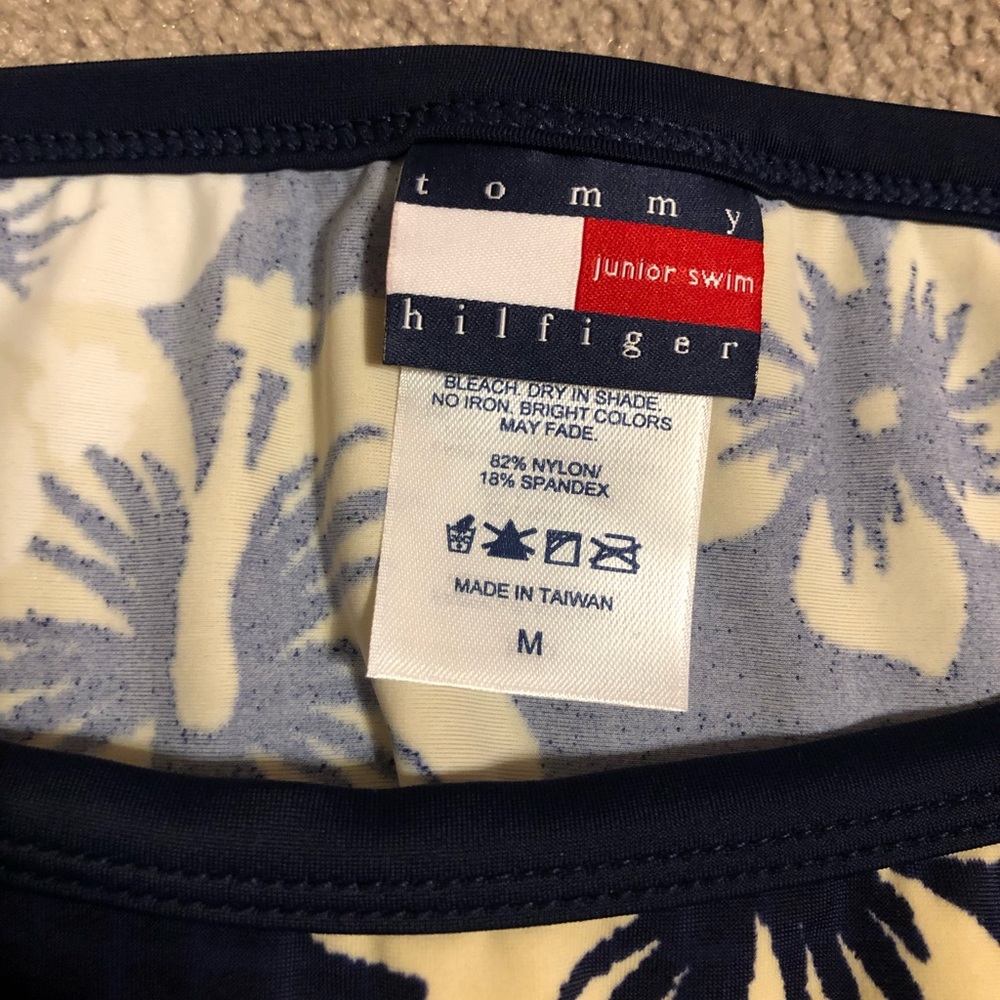 tommy
junior swim
hilfiger
BLEACH. DRY IN SHADE.
NO IRON. BRIGHT COLORS
MAY FADE.
82% NYLON/
18% SPANDEX
MADE IN TAIWAN
M